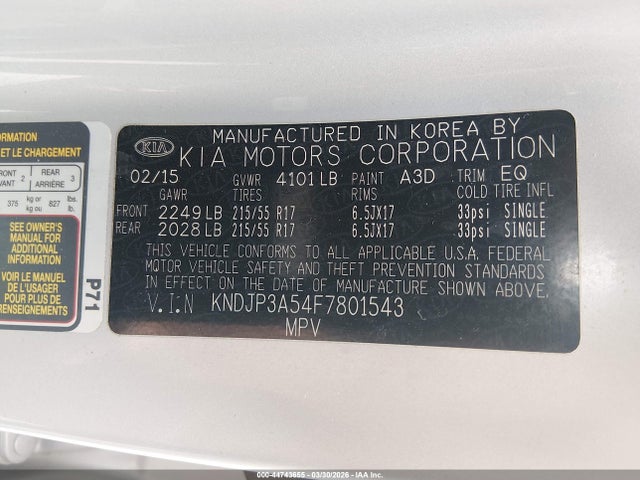 ORMATION
ET LE CHARGEMENT
FRONT 2 REAR 3
VANT ARRIÈRE
375 kg or 827 lbs.
kg ou lb.
SEE OWNER'S
MANUAL FOR
ADDITIONAL
INFORMATION
VOIR LE MANUEL
DE L'USAGER
POUR PLUS DE
RENSEIGNEMENTS
P71
KIA
MANUFACTURED IN KOREA BY
KIA MOTORS CORPORATION
02/15 GVWR 4101 LB PAINT A3D TRIM EQ
GAWR TIRES RIMS COLD TIRE INFL
FRONT 2249 LB 215/55 R17 6.5JX17 33psi SINGLE
REAR 2028 LB 215/55 R17 6.5JX17 33psi SINGLE
THIS VEHICLE CONFORMS TO ALL APPLICABLE U.S.A. FEDERAL
MOTOR VEHICLE SAFETY AND THEFT PREVENTION STANDARDS
IN EFFECT ON THE DATE OF MANUFACTURE SHOWN ABOVE.
V.I.N KNDJP3A54F7801543
MPV
000-44743655 - 03/30/2026 - IAA Inc.